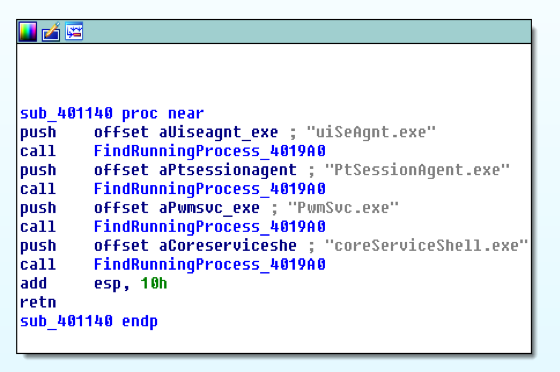 sub_401140 proc near
push offset aUiseagnt_exe ; "uiSeAgnt.exe"
call FindRunningProcess_4019A0
push offset aPtsessionagent ; "PtSessionAgent.exe"
call FindRunningProcess_4019A0
push offset aPwmsvc_exe ; "PwmSvc.exe"
call FindRunningProcess_4019A0
push offset aCoreserviceshe ; "coreServiceShell.exe"
call FindRunningProcess_4019A0
add esp, 10h
retn
sub_401140 endp